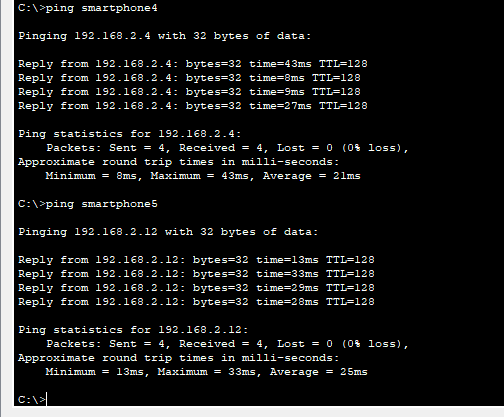 C:\>ping smartphone4
Pinging 192.168.2.4 with 32 bytes of data:
Reply from 192.168.2.4: bytes=32 time=43ms TTL=128
Reply from 192.168.2.4: bytes=32 time=8ms TTL=128
Reply from 192.168.2.4: bytes=32 time=9ms TTL=128
Reply from 192.168.2.4: bytes=32 time=27ms TTL=128
Ping statistics for 192.168.2.4:
    Packets: Sent = 4, Received = 4, Lost = 0 (0% loss),
Approximate round trip times in milli-seconds:
    Minimum = 8ms, Maximum = 43ms, Average = 21ms
C:\>ping smartphone5
Pinging 192.168.2.12 with 32 bytes of data:
Reply from 192.168.2.12: bytes=32 time=13ms TTL=128
Reply from 192.168.2.12: bytes=32 time=33ms TTL=128
Reply from 192.168.2.12: bytes=32 time=29ms TTL=128
Reply from 192.168.2.12: bytes=32 time=28ms TTL=128
Ping statistics for 192.168.2.12:
    Packets: Sent = 4, Received = 4, Lost = 0 (0% loss),
Approximate round trip times in milli-seconds:
    Minimum = 13ms, Maximum = 33ms, Average = 25ms
C:\>